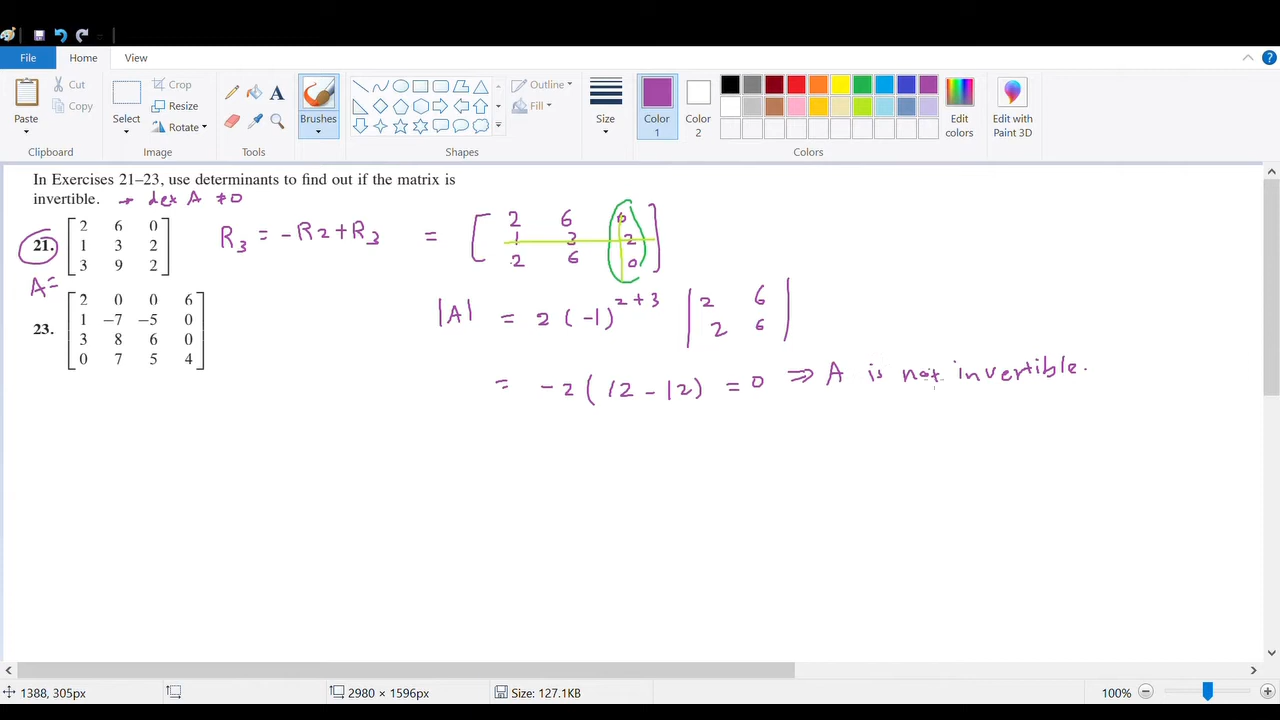 File Home View
Paste Cut Copy Select Crop Resize Rotate Brushes Outline Fill Size Color 1 Color 2 Edit colors Edit with Paint 3D
Clipboard Image Tools Shapes Colors
In Exercises 21–23, use determinants to find out if the matrix is
invertible. → det A ≠ 0
21. [ 2 6 0
1 3 2
3 9 2 ]
R3 = -R2 + R3 = [ 2 6 0
1 3 2
2 6 0 ]
A =
23. [ 2 0 0 6
1 −7 −5 0
3 8 6 0
0 7 5 4 ]
|A| = 2 (-1)^2+3 | 2 6
2 6 |
= -2 (12 - 12) = 0 ⇒ A is not invertible.
1388, 305px 2980 × 1596px Size: 127.1KB 100%